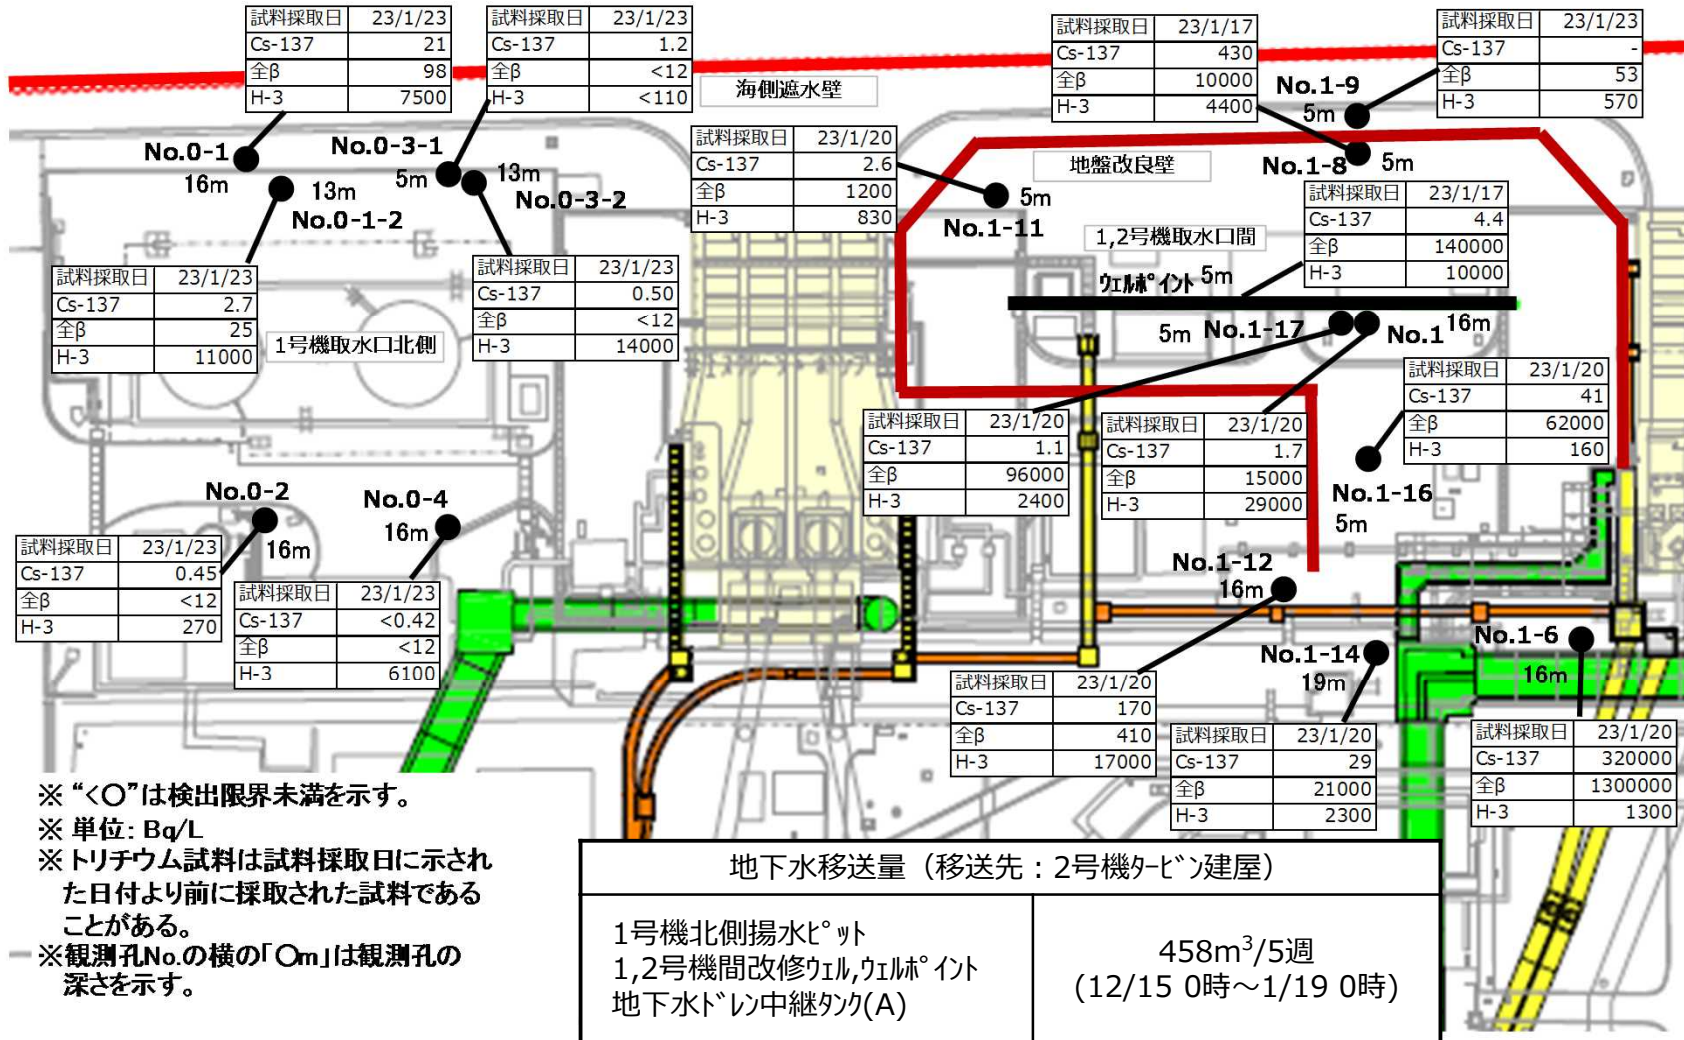 試料採取日 23/1/23
Cs-137 21
全β 98
H-3 7500
試料採取日 23/1/23
Cs-137 1.2
全β <12
H-3 <110
海側遮水壁
試料採取日 23/1/17
Cs-137 430
全β 10000
H-3 4400
試料採取日 23/1/23
Cs-137 -
全β 53
H-3 570
No.1-9
5m
No.0-1
16m
No.0-3-1
5m
13m
No.0-3-2
13m
No.0-1-2
試料採取日 23/1/20
Cs-137 2.6
全β 1200
H-3 830
5m
No.1-11
地盤改良壁
No.1-8
5m
試料採取日 23/1/17
Cs-137 4.4
全β 140000
H-3 10000
1,2号機取水口間
ウェルポイント 5m
試料採取日 23/1/23
Cs-137 2.7
全β 25
H-3 11000
1号機取水口北側
試料採取日 23/1/23
Cs-137 0.50
全β <12
H-3 14000
5m No.1-17
No.1
16m
試料採取日 23/1/20
Cs-137 41
全β 62000
H-3 160
試料採取日 23/1/20
Cs-137 1.1
全β 96000
H-3 2400
試料採取日 23/1/20
Cs-137 1.7
全β 15000
H-3 29000
No.1-16
5m
No.0-2
16m
No.0-4
16m
試料採取日 23/1/23
Cs-137 0.45
全β <12
H-3 270
試料採取日 23/1/23
Cs-137 <0.42
全β <12
H-3 6100
No.1-12
16m
No.1-14
19m
No.1-6
16m
試料採取日 23/1/20
Cs-137 170
全β 410
H-3 17000
試料採取日 23/1/20
Cs-137 29
全β 21000
H-3 2300
試料採取日 23/1/20
Cs-137 320000
全β 1300000
H-3 1300
※ “<○”は検出限界未満を示す。
※ 単位: Bq/L
※ トリチウム試料は試料採取日に示され
た日付より前に採取された試料である
ことがある。
※観測孔No.の横の「○m」は観測孔の
深さを示す。
地下水移送量（移送先：2号機タービン建屋）
1号機北側揚水ピット
1,2号機間改修ウェル,ウェルポイント
地下水ドレン中継タンク(A)
458m³/5週
(12/15 0時～1/19 0時)